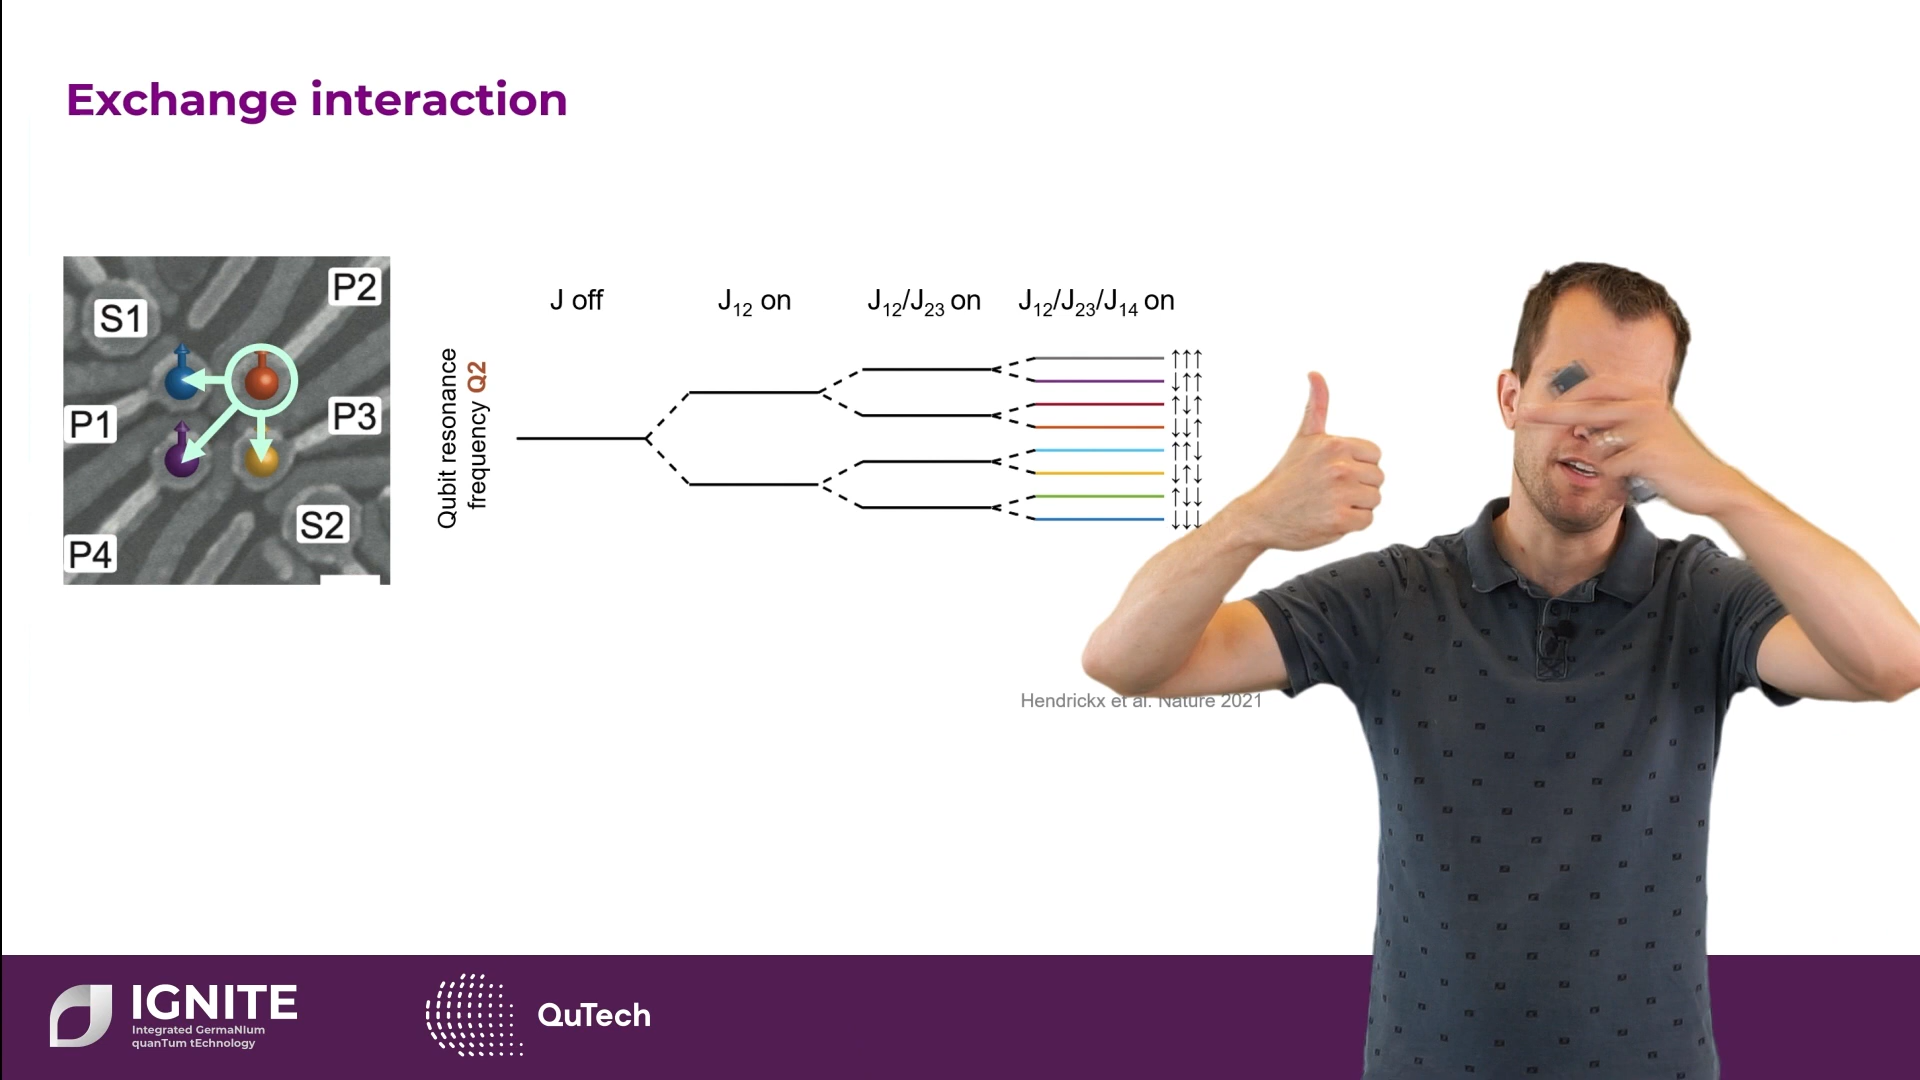 Exchange interaction
S1
P2
P1
P3
P4
S2
Qubit resonance
frequency Q2
J off
J12 on
J12/J23 on
J12/J23/J14 on
↑↑↑
↓↑↑
↑↓↑
↓↓↑
↑↑↓
↓↑↓
↑↓↓
↓↓↓
Hendrickx et al. Nature 2021
IGNITE
Integrated GermaNIum
quanTum tEchnology
QuTech